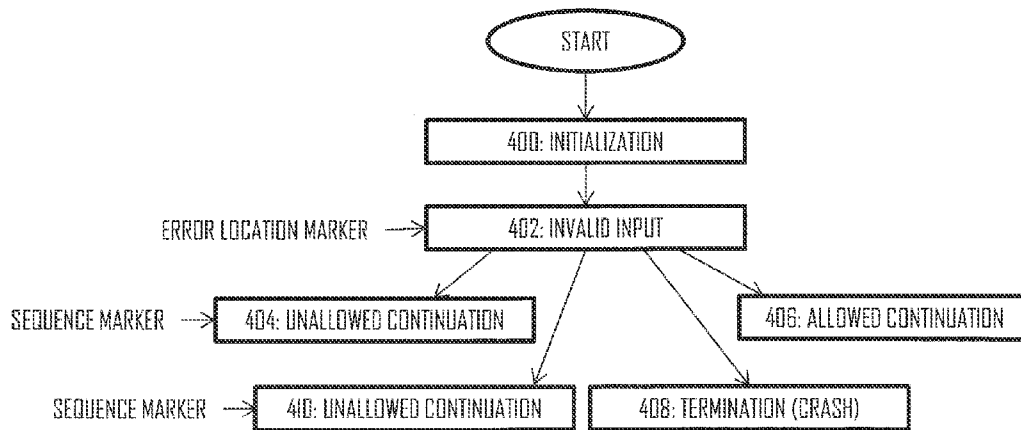 START
400: INITIALIZATION
ERROR LOCATION MARKER
402: INVALID INPUT
SEQUENCE MARKER
404: UNALLOWED CONTINUATION
406: ALLOWED CONTINUATION
SEQUENCE MARKER
410: UNALLOWED CONTINUATION
408: TERMINATION (CRASH)